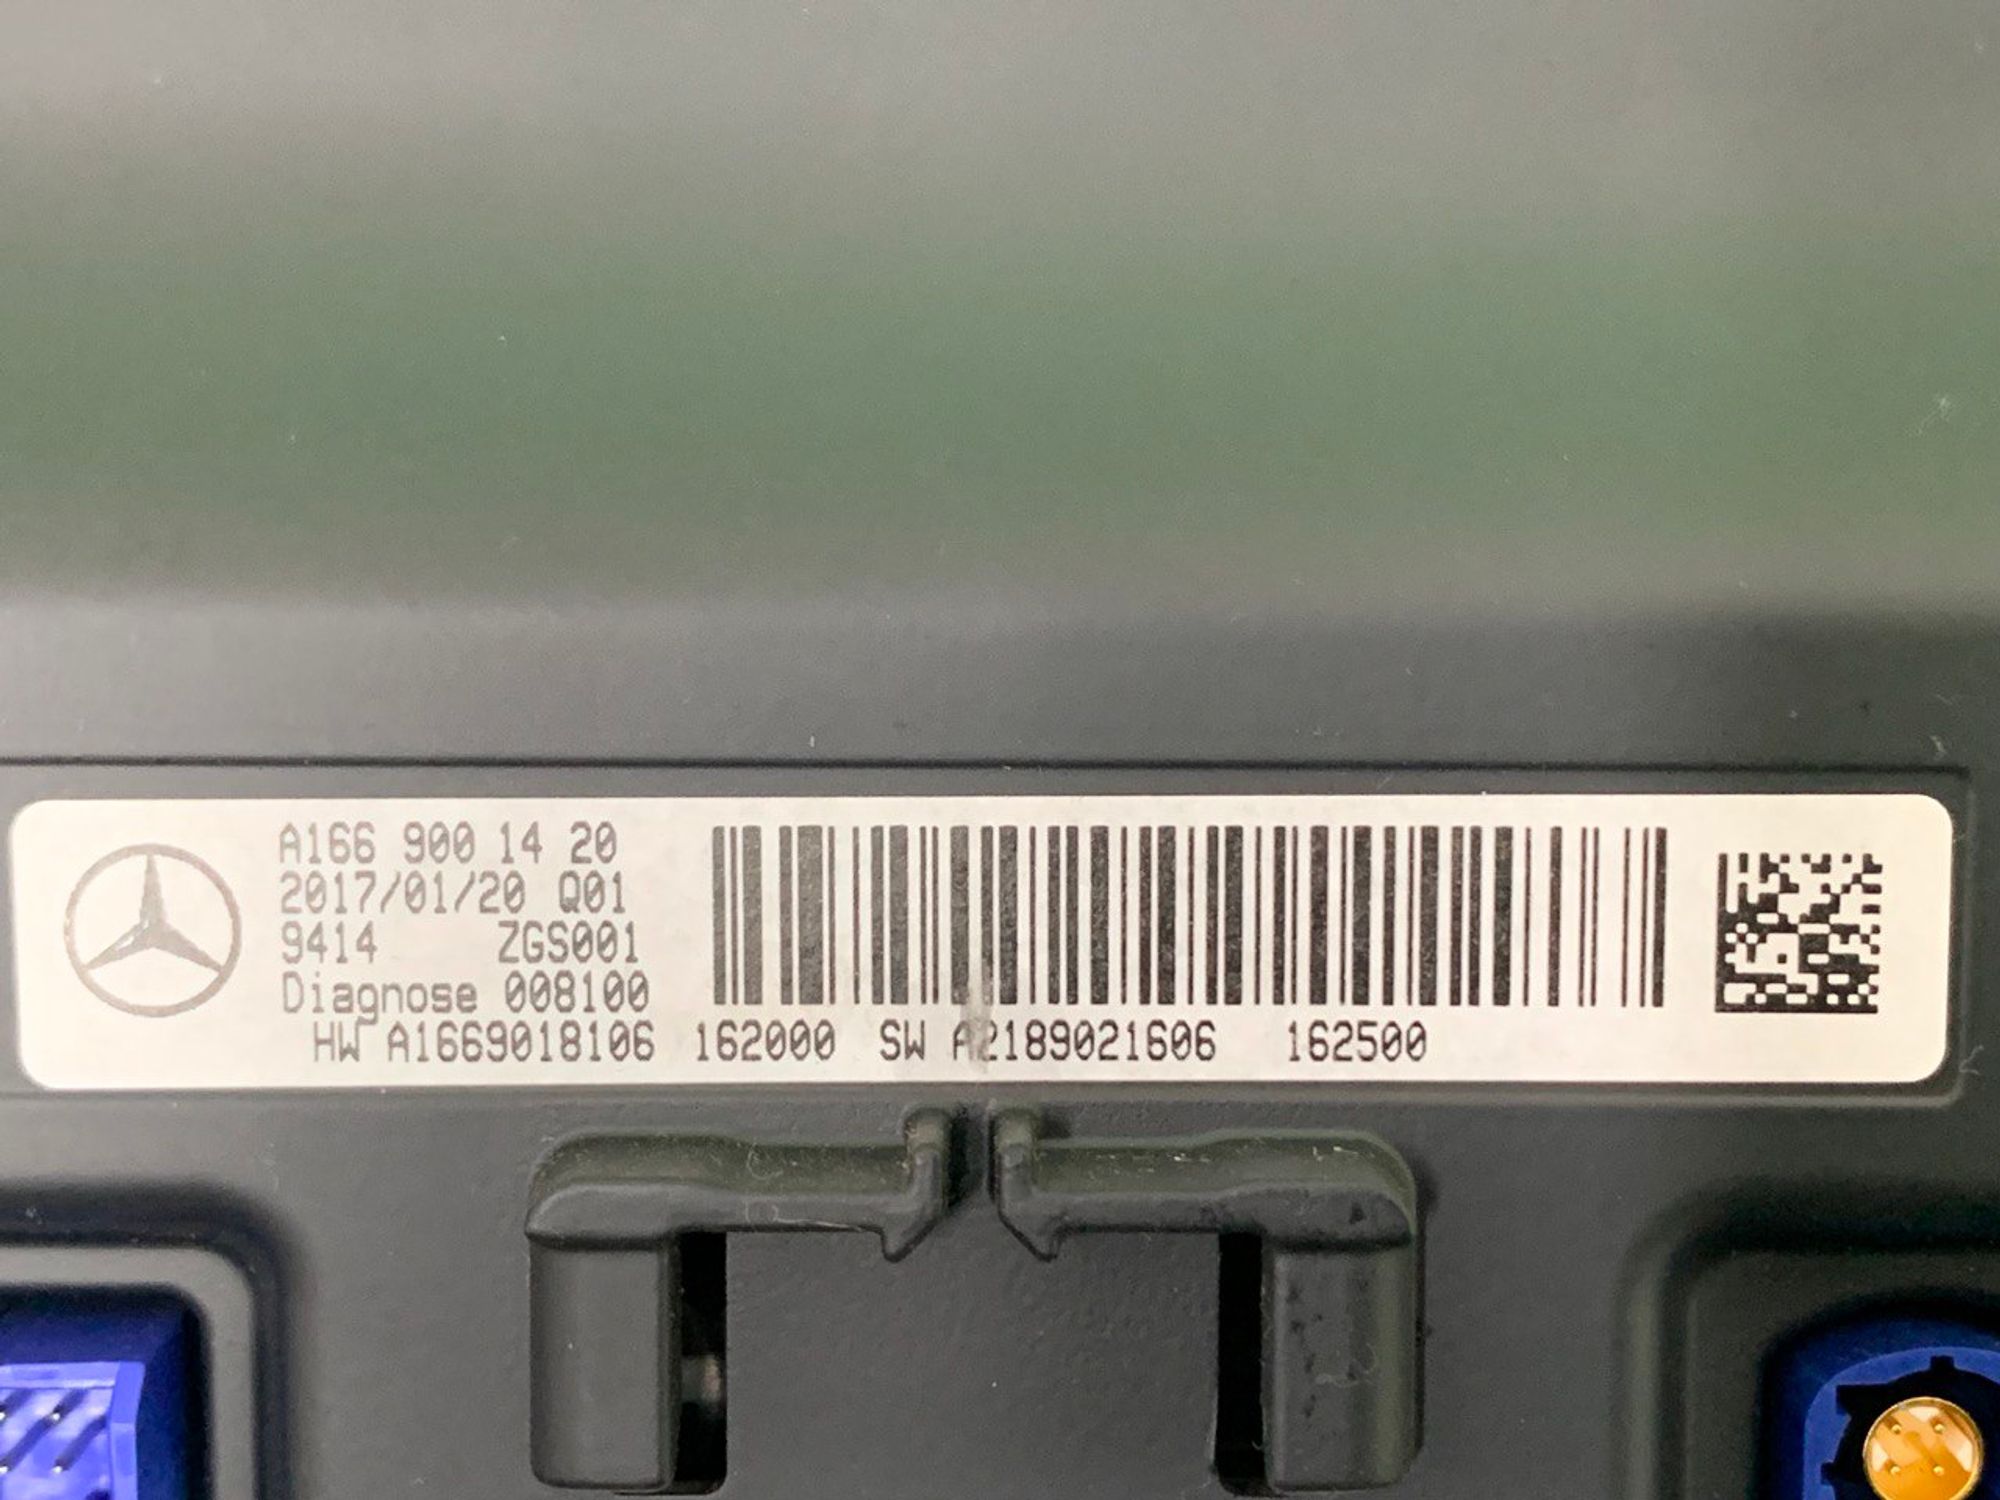 A166 900 14 20
2017/01/20 Q01
9414 ZGS001
Diagnose 008100
HW A1669018106 162000 SW A2189021606 162500